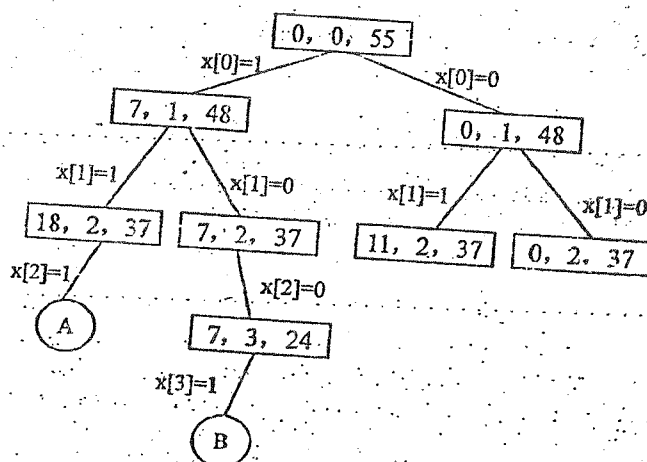 0, 0, 55
x[0]=1 x[0]=0
7, 1, 48 0, 1, 48
x[1]=1 x[1]=0 x[1]=1 x[1]=0
18, 2, 37 7, 2, 37 11, 2, 37 0, 2, 37
x[2]=1 x[2]=0
A 7, 3, 24
x[3]=1
B